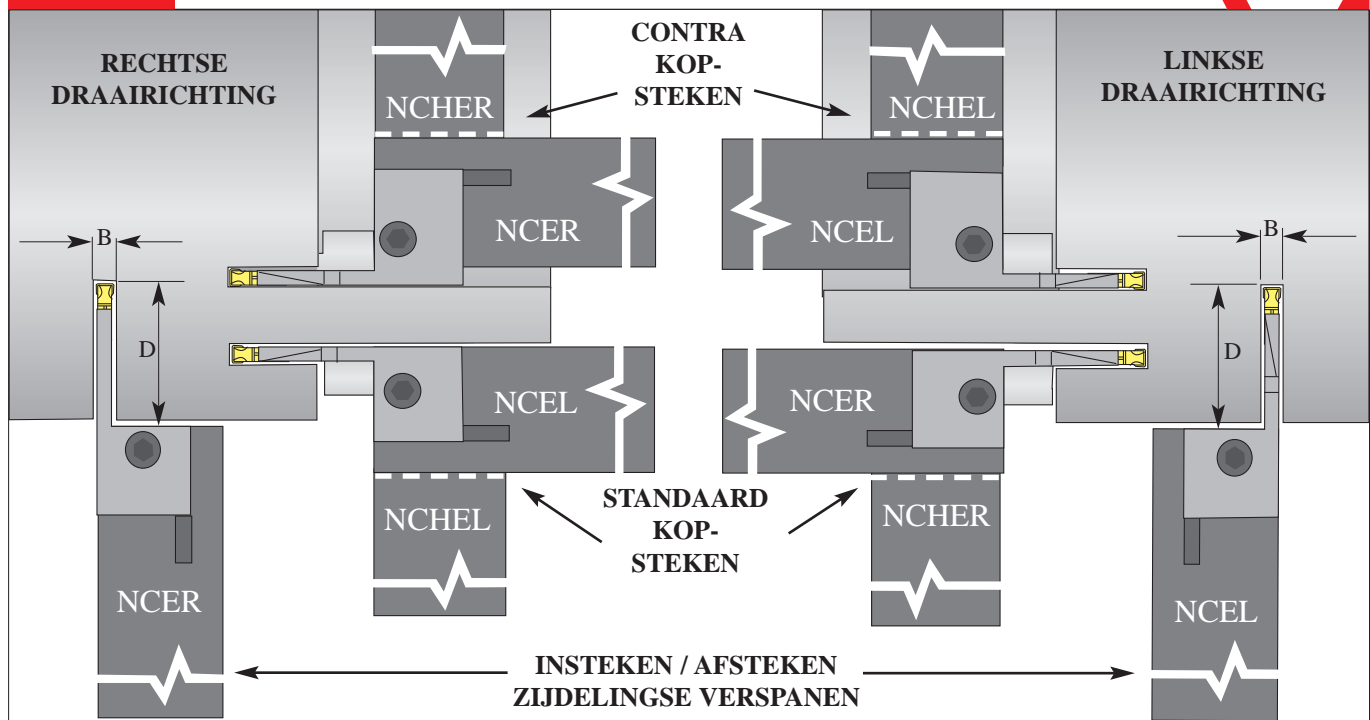 RECHTSE
DRAAIRICHTING
NCHER
CONTRA
KOP-
STEKEN
NCHEL
LINKSE
DRAAIRICHTING
NCER
NCEL
B
B
D
D
NCEL
NCER
NCHEL
STANDAARD
KOP-
STEKEN
NCHER
NCER
NCEL
INSTEKEN / AFSTEKEN
ZIJDELINGSE VERSPANEN